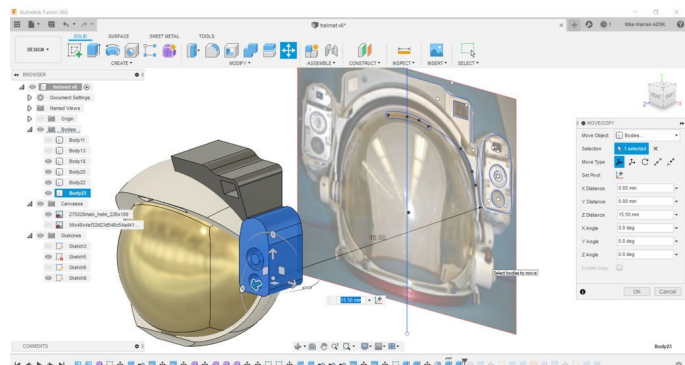 Autodesk Fusion 360
helmet v6*
Mike Warren ADSK
SOLID SURFACE SHEET METAL TOOLS
DESIGN
CREATE MODIFY ASSEMBLE CONSTRUCT INSPECT INSERT SELECT
BROWSER
helmet v6
Document Settings
Named Views
Origin
Bodies
Body11
Body13
Body18
Body20
Body22
Body23
Canvases
275020main_helm_226x169
Sketches
Sketch3
Sketch5
Sketch6
Sketch8
15.50
15.50 mm
Select bodies to move
FRONT
RIGHT
Z
X
MOVE/COPY
Move Object Bodies...
Selection 1 selected
Move Type
Set Pivot
X Distance 0.00 mm
Y Distance 0.00 mm
Z Distance 15.50 mm
X Angle 0.0 deg
Y Angle 0.0 deg
Z Angle 0.0 deg
Create Copy
OK Cancel
COMMENTS
Body23